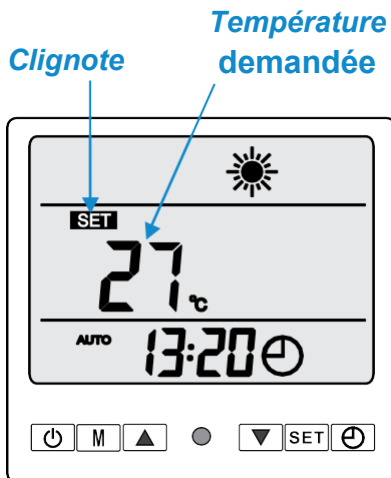 Température
Clignote
demandée
SET
27 °C
AUTO 13:20
M SET